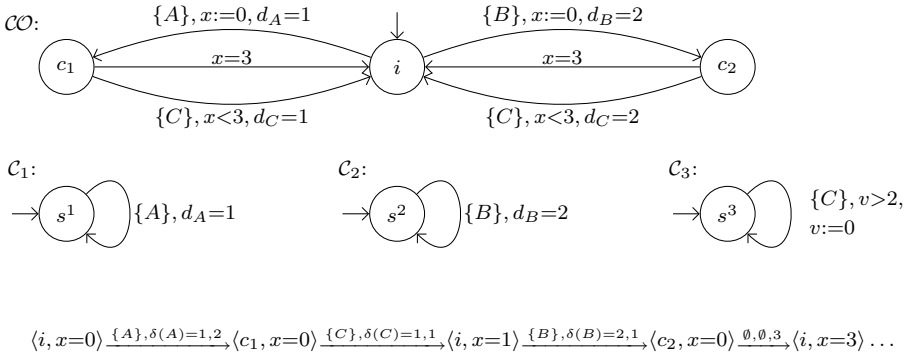 {A}, x:=0, d_A=1
{B}, x:=0, d_B=2
𝒞𝒪:
c_1
x=3
i
x=3
c_2
{C}, x<3, d_C=1
{C}, x<3, d_C=2
𝒞_1:
𝒞_2:
𝒞_3:
s^1
{A}, d_A=1
s^2
{B}, d_B=2
s^3
{C}, v>2,
v:=0
⟨i, x=0⟩ —{A},δ(A)=1,2→ ⟨c_1, x=0⟩ —{C},δ(C)=1,1→ ⟨i, x=1⟩ —{B},δ(B)=2,1→ ⟨c_2, x=0⟩ —∅,∅,3→ ⟨i, x=3⟩ …